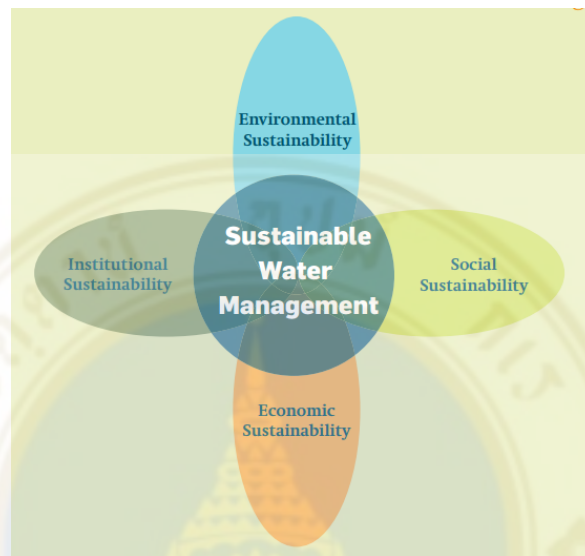 Environmental
Sustainability
Sustainable
Water
Management
Institutional
Sustainability
Social
Sustainability
Economic
Sustainability